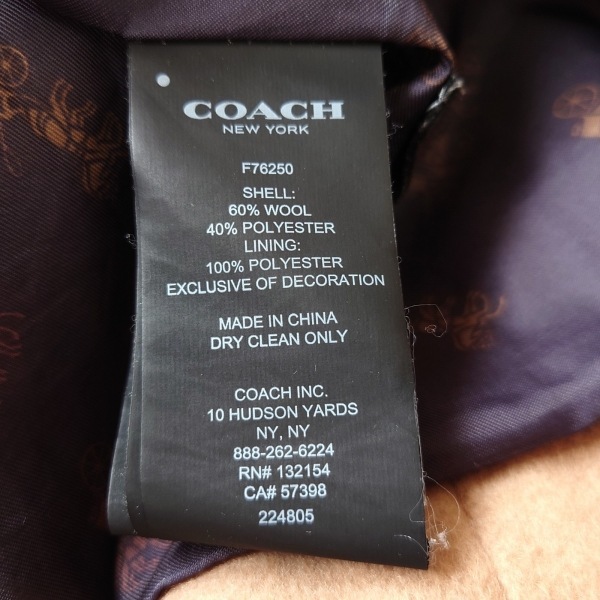 COACH
NEW YORK
F76250
SHELL:
60% WOOL
40% POLYESTER
LINING:
100% POLYESTER
EXCLUSIVE OF DECORATION
MADE IN CHINA
DRY CLEAN ONLY
COACH INC.
10 HUDSON YARDS
NY, NY
888-262-6224
RN# 132154
CA# 57398
224805